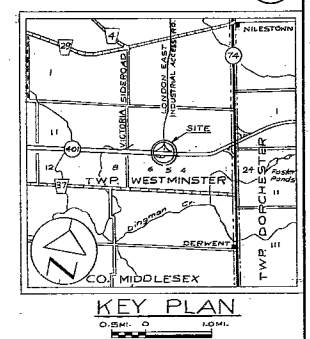 NILESTOWN
4
29
74
VICTORIA SIDEROAD
LONDON EAST
INDUSTRIAL ACCESS RD.
I
I
SITE
II
401
12
8
6 5 4
24
Foster
Ponds
37
TWP. WESTMINSTER
II
Dingman Cr.
TWP. DORCHESTER
DERWENT
III
N
CO. MIDDLESEX
KEY PLAN
0.5MI. 0 1.0MI.